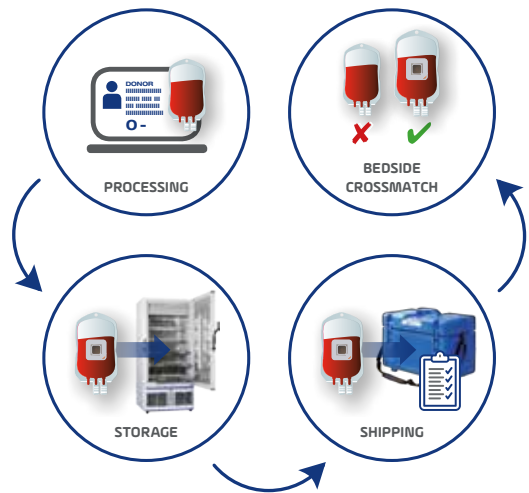 DONOR
O -
PROCESSING
BEDSIDE
CROSSMATCH
STORAGE
SHIPPING